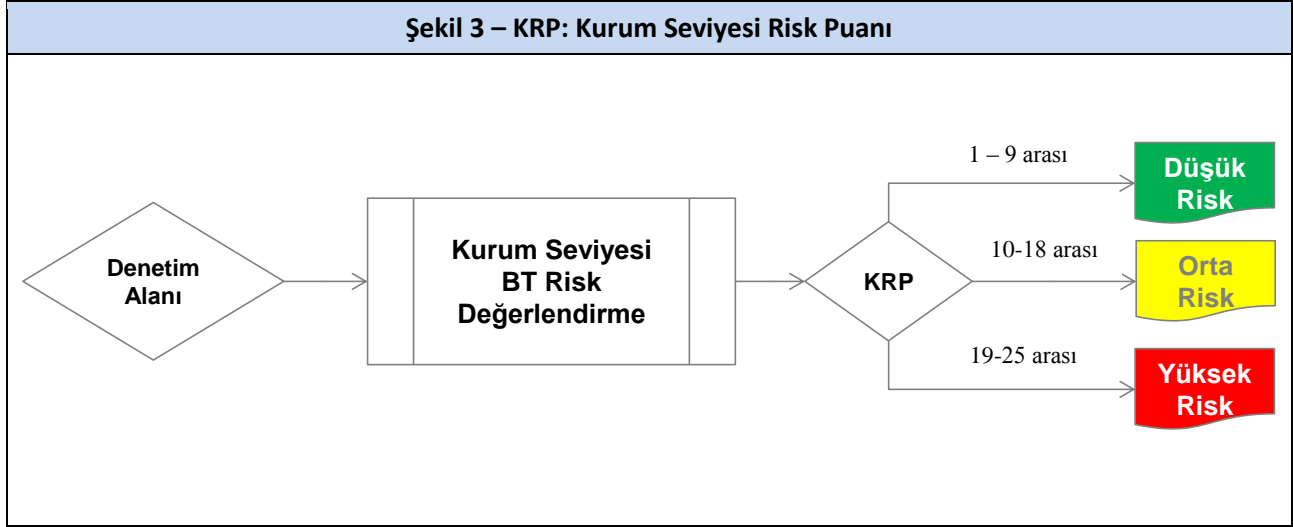 Şekil 3 – KRP: Kurum Seviyesi Risk Puanı
Denetim
Alanı
Kurum Seviyesi
BT Risk
Değerlendirme
KRP
1 – 9 arası
Düşük
Risk
10-18 arası
Orta
Risk
19-25 arası
Yüksek
Risk